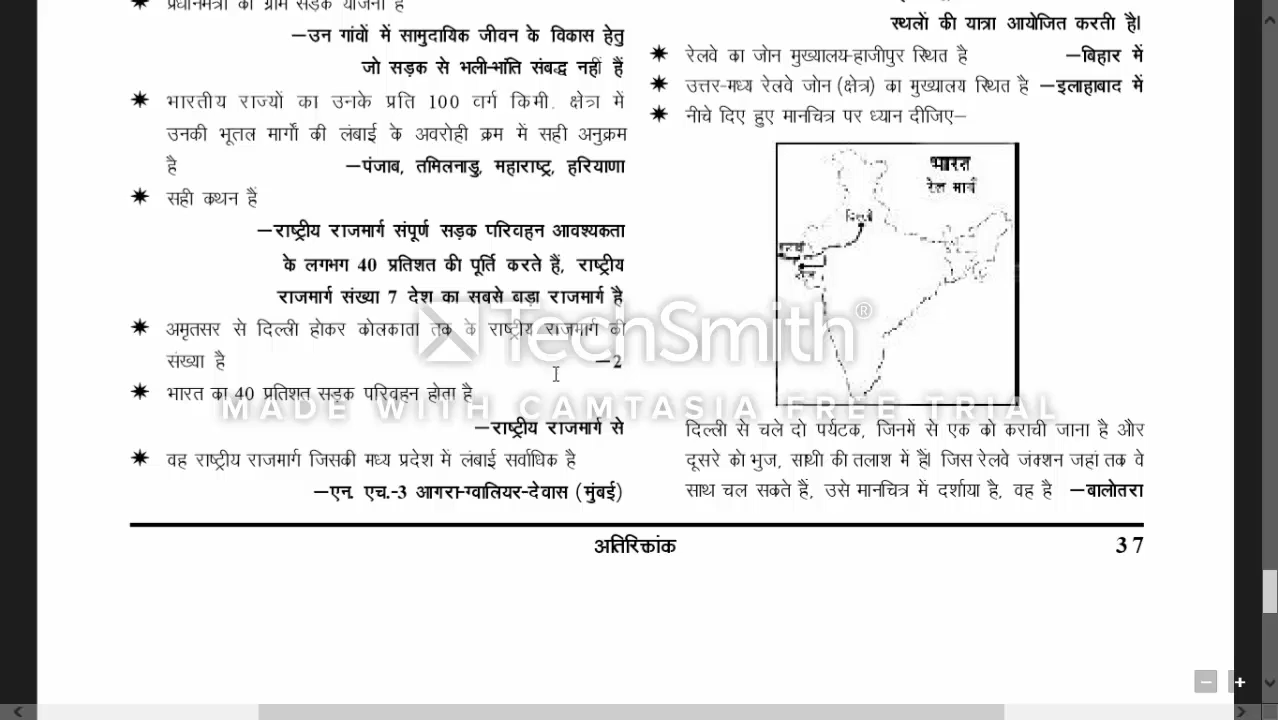 प्रधानमंत्री की ग्राम सड़क योजना है
–उन गांवों में सामुदायिक जीवन के विकास हेतु
जो सड़क से भली-भांति संबद्ध नहीं हैं
✷ भारतीय राज्यों का उनके प्रति 100 वर्ग किमी. क्षेत्रा में
उनकी भूतल मार्गों की लंबाई के अवरोही क्रम में सही अनुक्रम
है –पंजाब, तमिलनाडु, महाराष्ट्र, हरियाणा
✷ सही कथन हैं
–राष्ट्रीय राजमार्ग संपूर्ण सड़क परिवहन आवश्यकता
के लगभग 40 प्रतिशत की पूर्ति करते हैं, राष्ट्रीय
राजमार्ग संख्या 7 देश का सबसे बड़ा राजमार्ग है
✷ अमृतसर से दिल्ली होकर कोलकाता तक के राष्ट्रीय राजमार्ग की
संख्या है –2
✷ भारत का 40 प्रतिशत सड़क परिवहन होता है
–राष्ट्रीय राजमार्ग से
✷ वह राष्ट्रीय राजमार्ग जिसकी मध्य प्रदेश में लंबाई सर्वाधिक है
–एन. एच.-3 आगरा-ग्वालियर-देवास (मुंबई)
स्थलों की यात्रा आयोजित करती है।
✷ रेलवे का जोन मुख्यालय-हाजीपुर स्थित है –बिहार में
✷ उत्तर-मध्य रेलवे जोन (क्षेत्र) का मुख्यालय स्थित है –इलाहाबाद में
✷ नीचे दिए हुए मानचित्र पर ध्यान दीजिए–
भारत
रेल मार्ग
दिल्ली
दिल्ली से चले दो पर्यटक, जिनमें से एक को कराची जाना है और
दूसरे को भुज, साथी की तलाश में हैं। जिस रेलवे जंक्शन जहां तक वे
साथ चल सकते हैं, उसे मानचित्र में दर्शाया है, वह है –बालोतरा
अतिरिक्तांक 37
TechSmith®
MADE WITH CAMTASIA FREE TRIAL